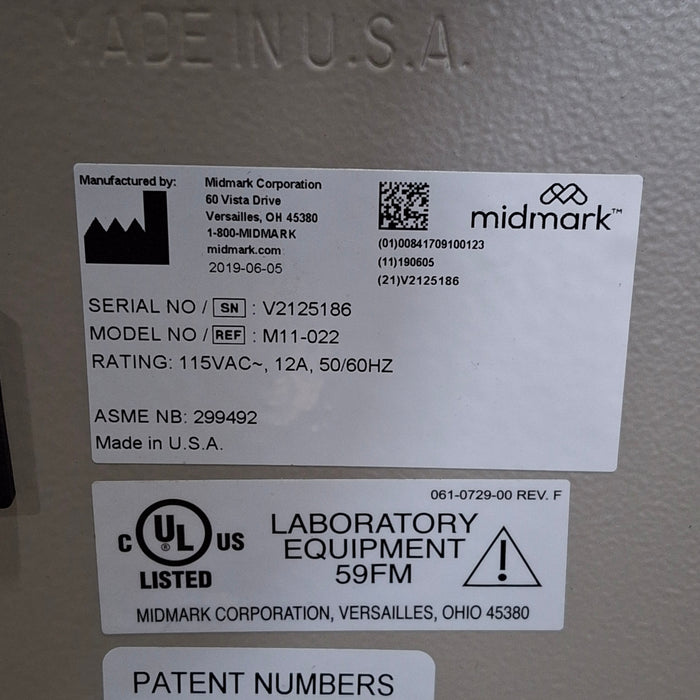 MADE IN U.S.A.
Manufactured by:
Midmark Corporation
60 Vista Drive
Versailles, OH 45380
1-800-MIDMARK
midmark.com
2019-06-05
(01)00841709100123
(11)190605
(21)V2125186
midmark™
SERIAL NO / SN : V2125186
MODEL NO / REF : M11-022
RATING: 115VAC~, 12A, 50/60HZ
ASME NB: 299492
Made in U.S.A.
061-0729-00 REV. F
C UL® US
LISTED
LABORATORY
EQUIPMENT
59FM
!
MIDMARK CORPORATION, VERSAILLES, OHIO 45380
PATENT NUMBERS